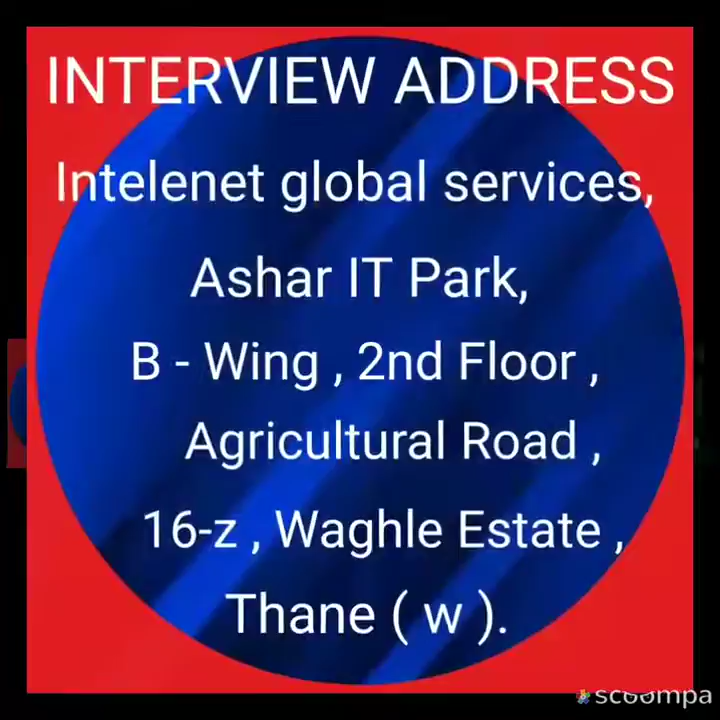 INTERVIEW ADDRESS
Intelenet global services,
Ashar IT Park,
B - Wing , 2nd Floor ,
Agricultural Road ,
16-z , Waghle Estate ,
Thane ( w ).
scoompa